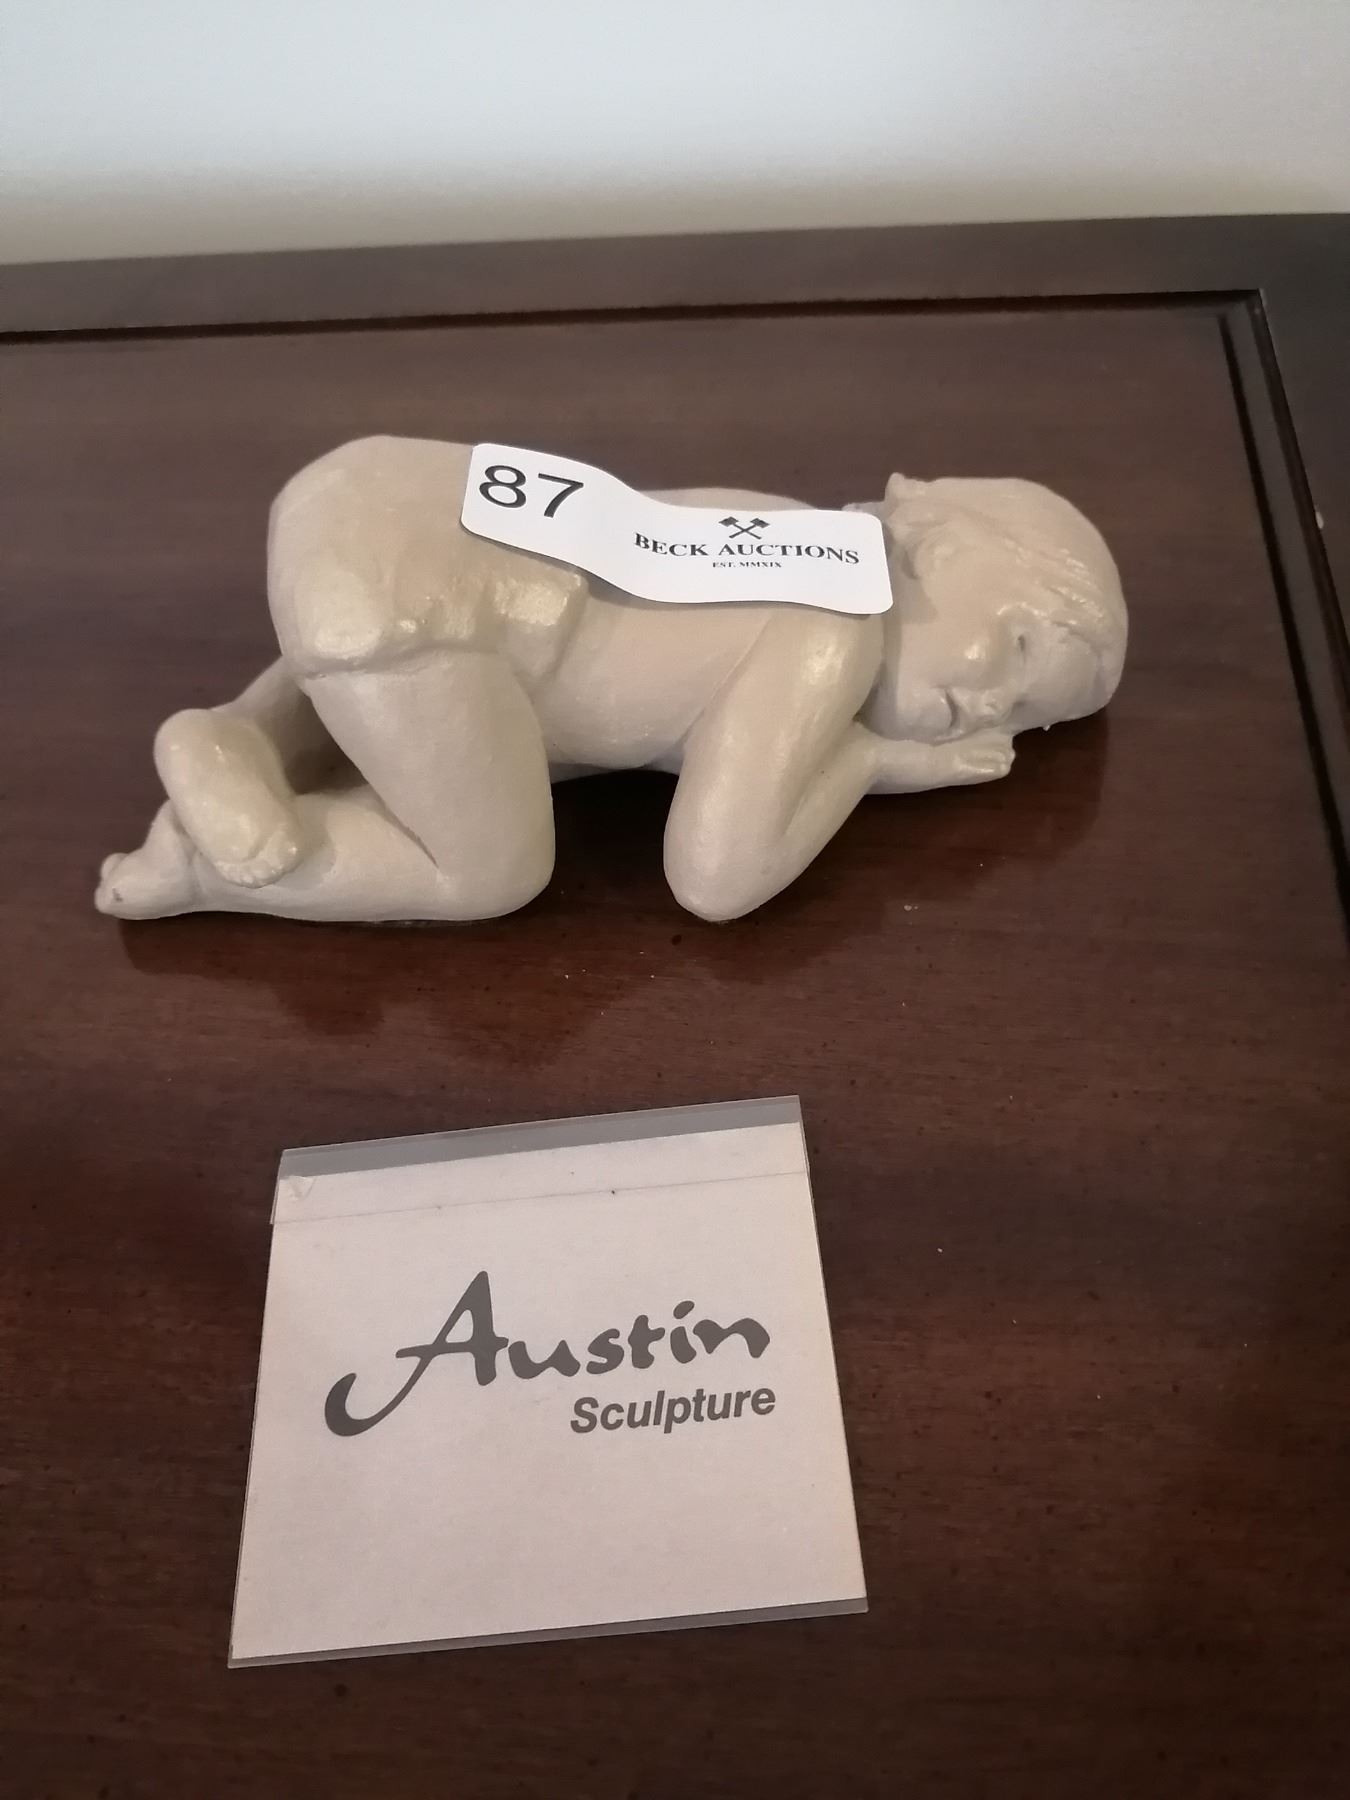 87
BECK AUCTIONS
EST. MMXIX
Austin
Sculpture